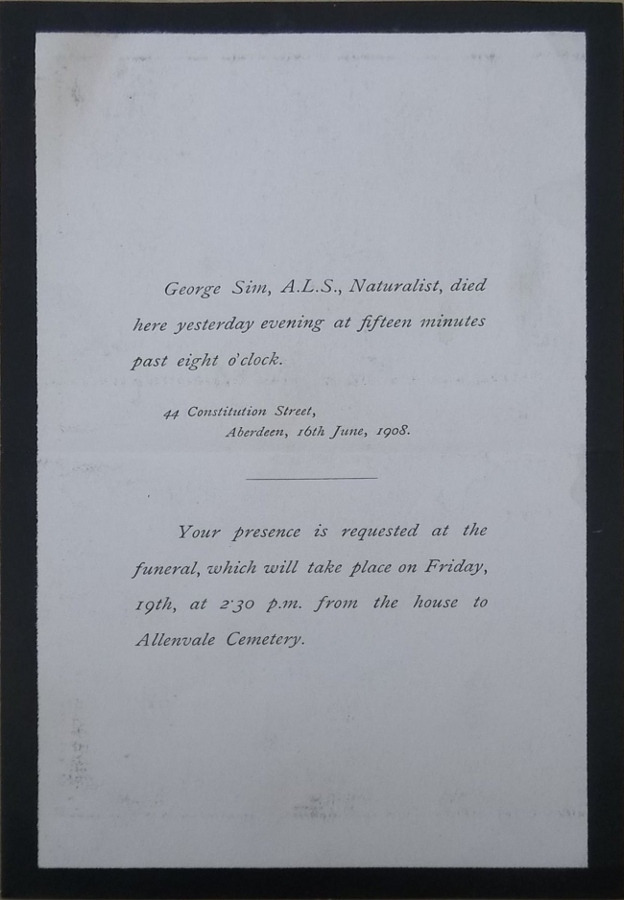 George Sim, A.L.S., Naturalist, died
here yesterday evening at fifteen minutes
past eight o'clock.
44 Constitution Street,
Aberdeen, 16th June, 1908.
Your presence is requested at the
funeral, which will take place on Friday,
19th, at 2·30 p.m. from the house to
Allenvale Cemetery.